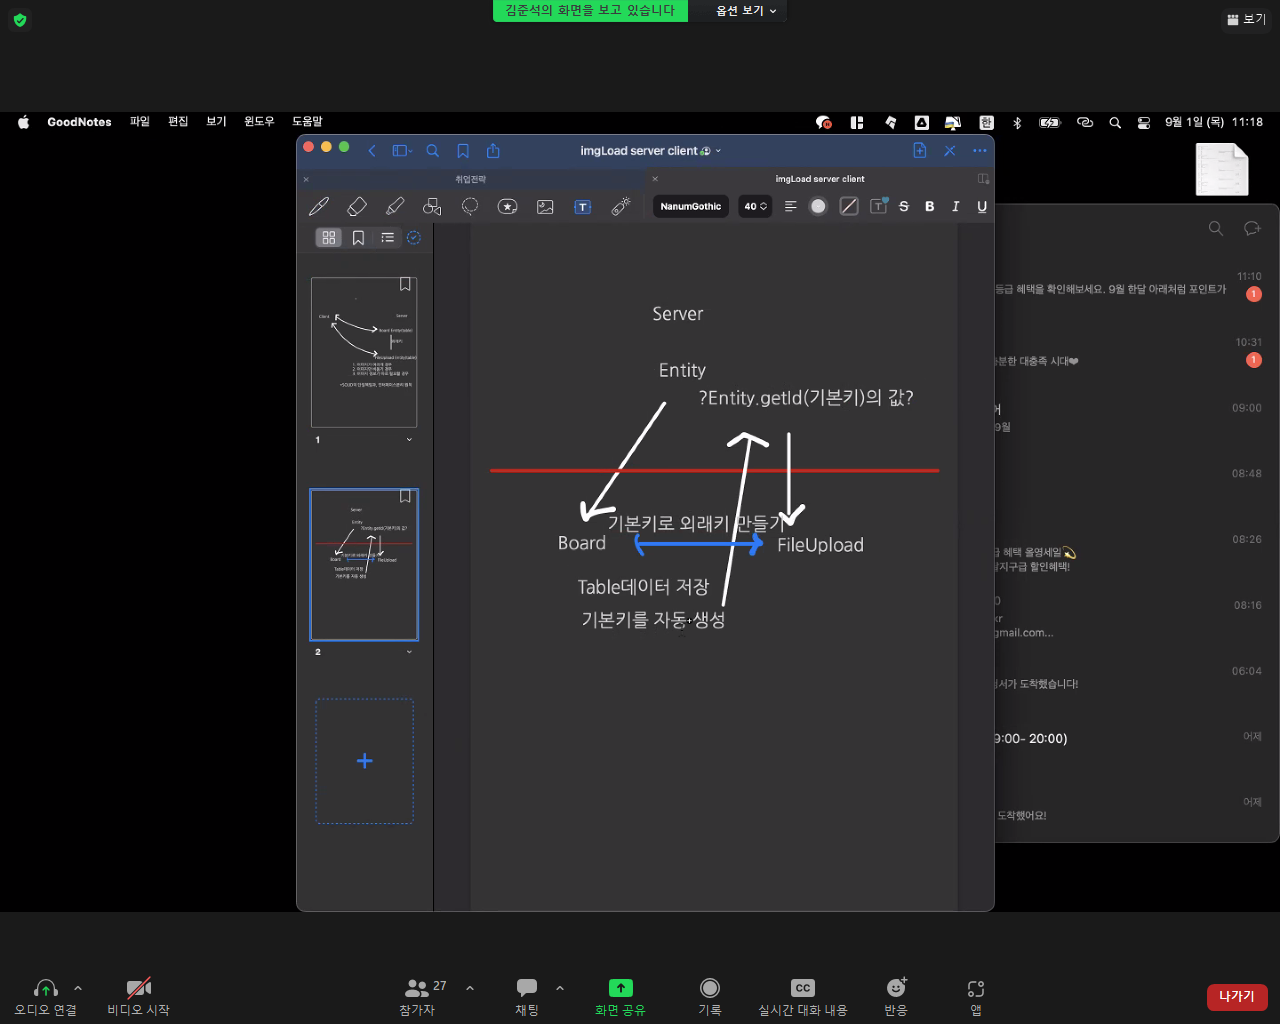 김준석의 화면을 보고 있습니다
옵션 보기
보기
GoodNotes 파일 편집 보기 윈도우 도움말
한
9월 1일 (목) 11:18
imgLoad server client
취업전략
imgLoad server client
NanumGothic
40
T
S B I U
1
2
Server
Entity
?Entity.getId(기본키)의 값?
기본키로 외래키 만들기
Board
FileUpload
Table데이터 저장
기본키를 자동 생성
11:10
등급 혜택을 확인해보세요. 9월 한달 아래처럼 포인트가
1
10:31
분한 대충족 시대❤
1
09:00
9월
08:48
08:26
급 혜택 올영세일💫
지구급 할인혜택!
08:16
kr
gmail.com...
06:04
서가 도착했습니다!
9:00- 20:00)
어제
어제
도착했어요!
오디오 연결
비디오 시작
참가자
27
채팅
화면 공유
기록
CC
실시간 대화 내용
반응
앱
나가기